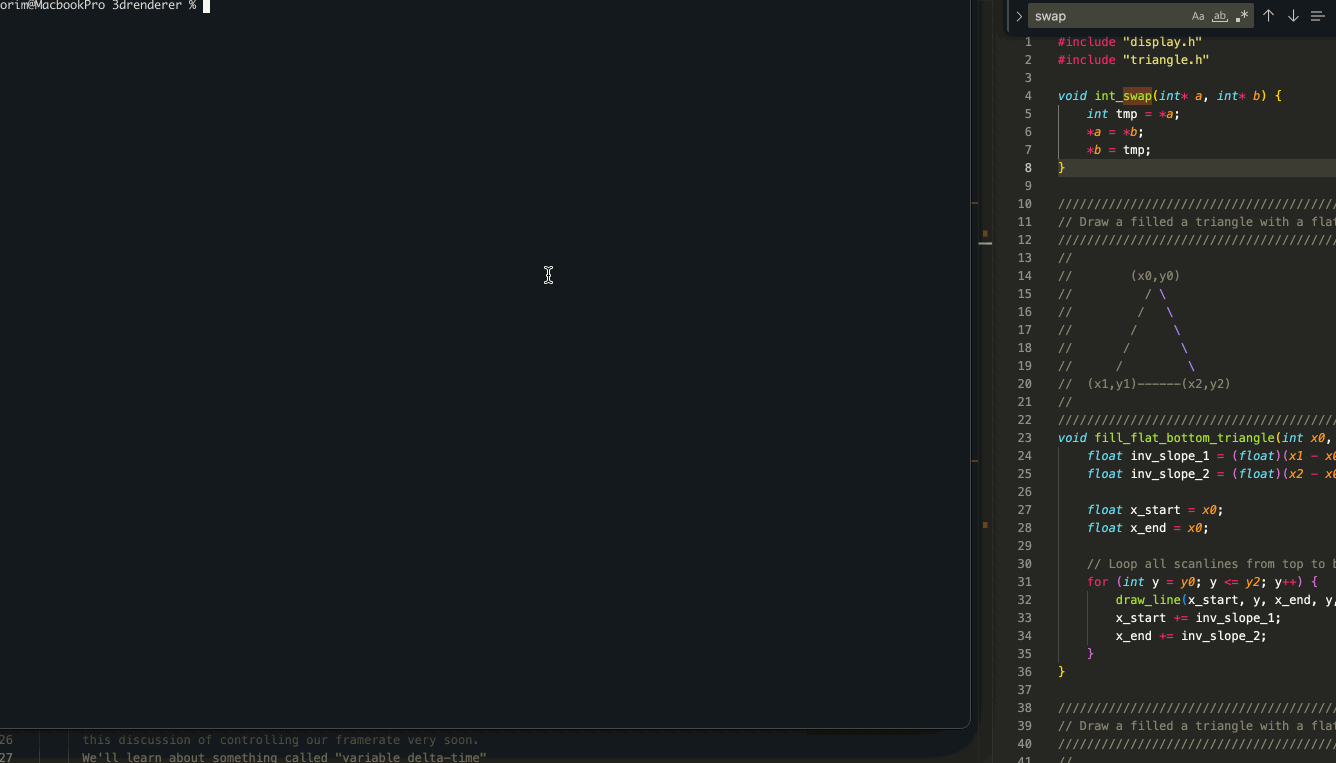 orim@MacbookPro 3drenderer %
swap
Aa ab .*
1 #include "display.h"
2 #include "triangle.h"
3
4 void int_swap(int* a, int* b) {
5 int tmp = *a;
6 *a = *b;
7 *b = tmp;
8 }
9
10 ///////////////////////////////////////
11 // Draw a filled a triangle with a flat
12 ///////////////////////////////////////
13 //
14 // (x0,y0)
15 // / \
16 // / \
17 // / \
18 // / \
19 // / \
20 // (x1,y1)------(x2,y2)
21 //
22 ///////////////////////////////////////
23 void fill_flat_bottom_triangle(int x0,
24 float inv_slope_1 = (float)(x1 - x0
25 float inv_slope_2 = (float)(x2 - x0
26
27 float x_start = x0;
28 float x_end = x0;
29
30 // Loop all scanlines from top to b
31 for (int y = y0; y <= y2; y++) {
32 draw_line(x_start, y, x_end, y,
33 x_start += inv_slope_1;
34 x_end += inv_slope_2;
35 }
36 }
37
38 ///////////////////////////////////////
39 // Draw a filled a triangle with a flat
40 ///////////////////////////////////////
41 //
26 this discussion of controlling our framerate very soon.
27 We'll learn about something called "variable delta-time"